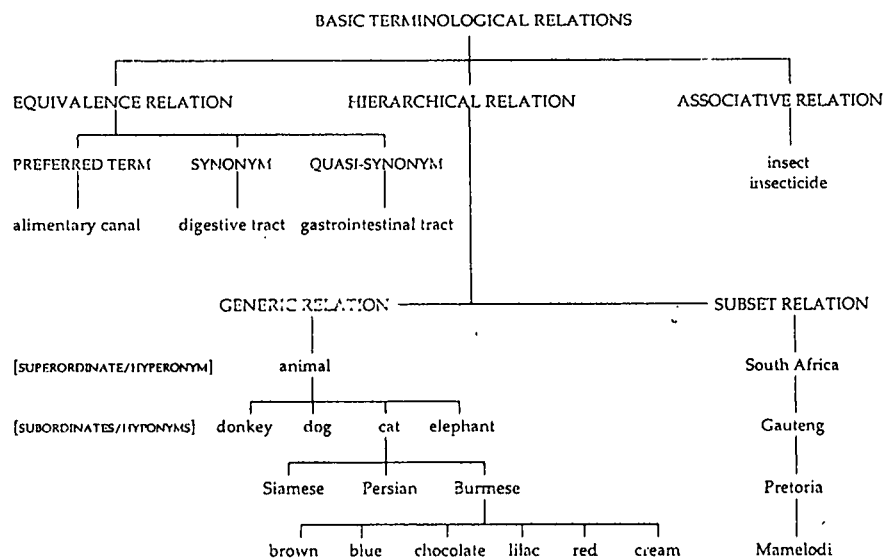 BASIC TERMINOLOGICAL RELATIONS
EQUIVALENCE RELATION HIERARCHICAL RELATION ASSOCIATIVE RELATION
PREFERRED TERM SYNONYM QUASI-SYNONYM insect
insecticide
alimentary canal digestive tract gastrointestinal tract
GENERIC RELATION SUBSET RELATION
[SUPERORDINATE/HYPERONYM] animal South Africa
[SUBORDINATES/HYPONYMS] donkey dog cat elephant Gauteng
Siamese Persian Burmese Pretoria
brown blue chocolate lilac red cream Mamelodi